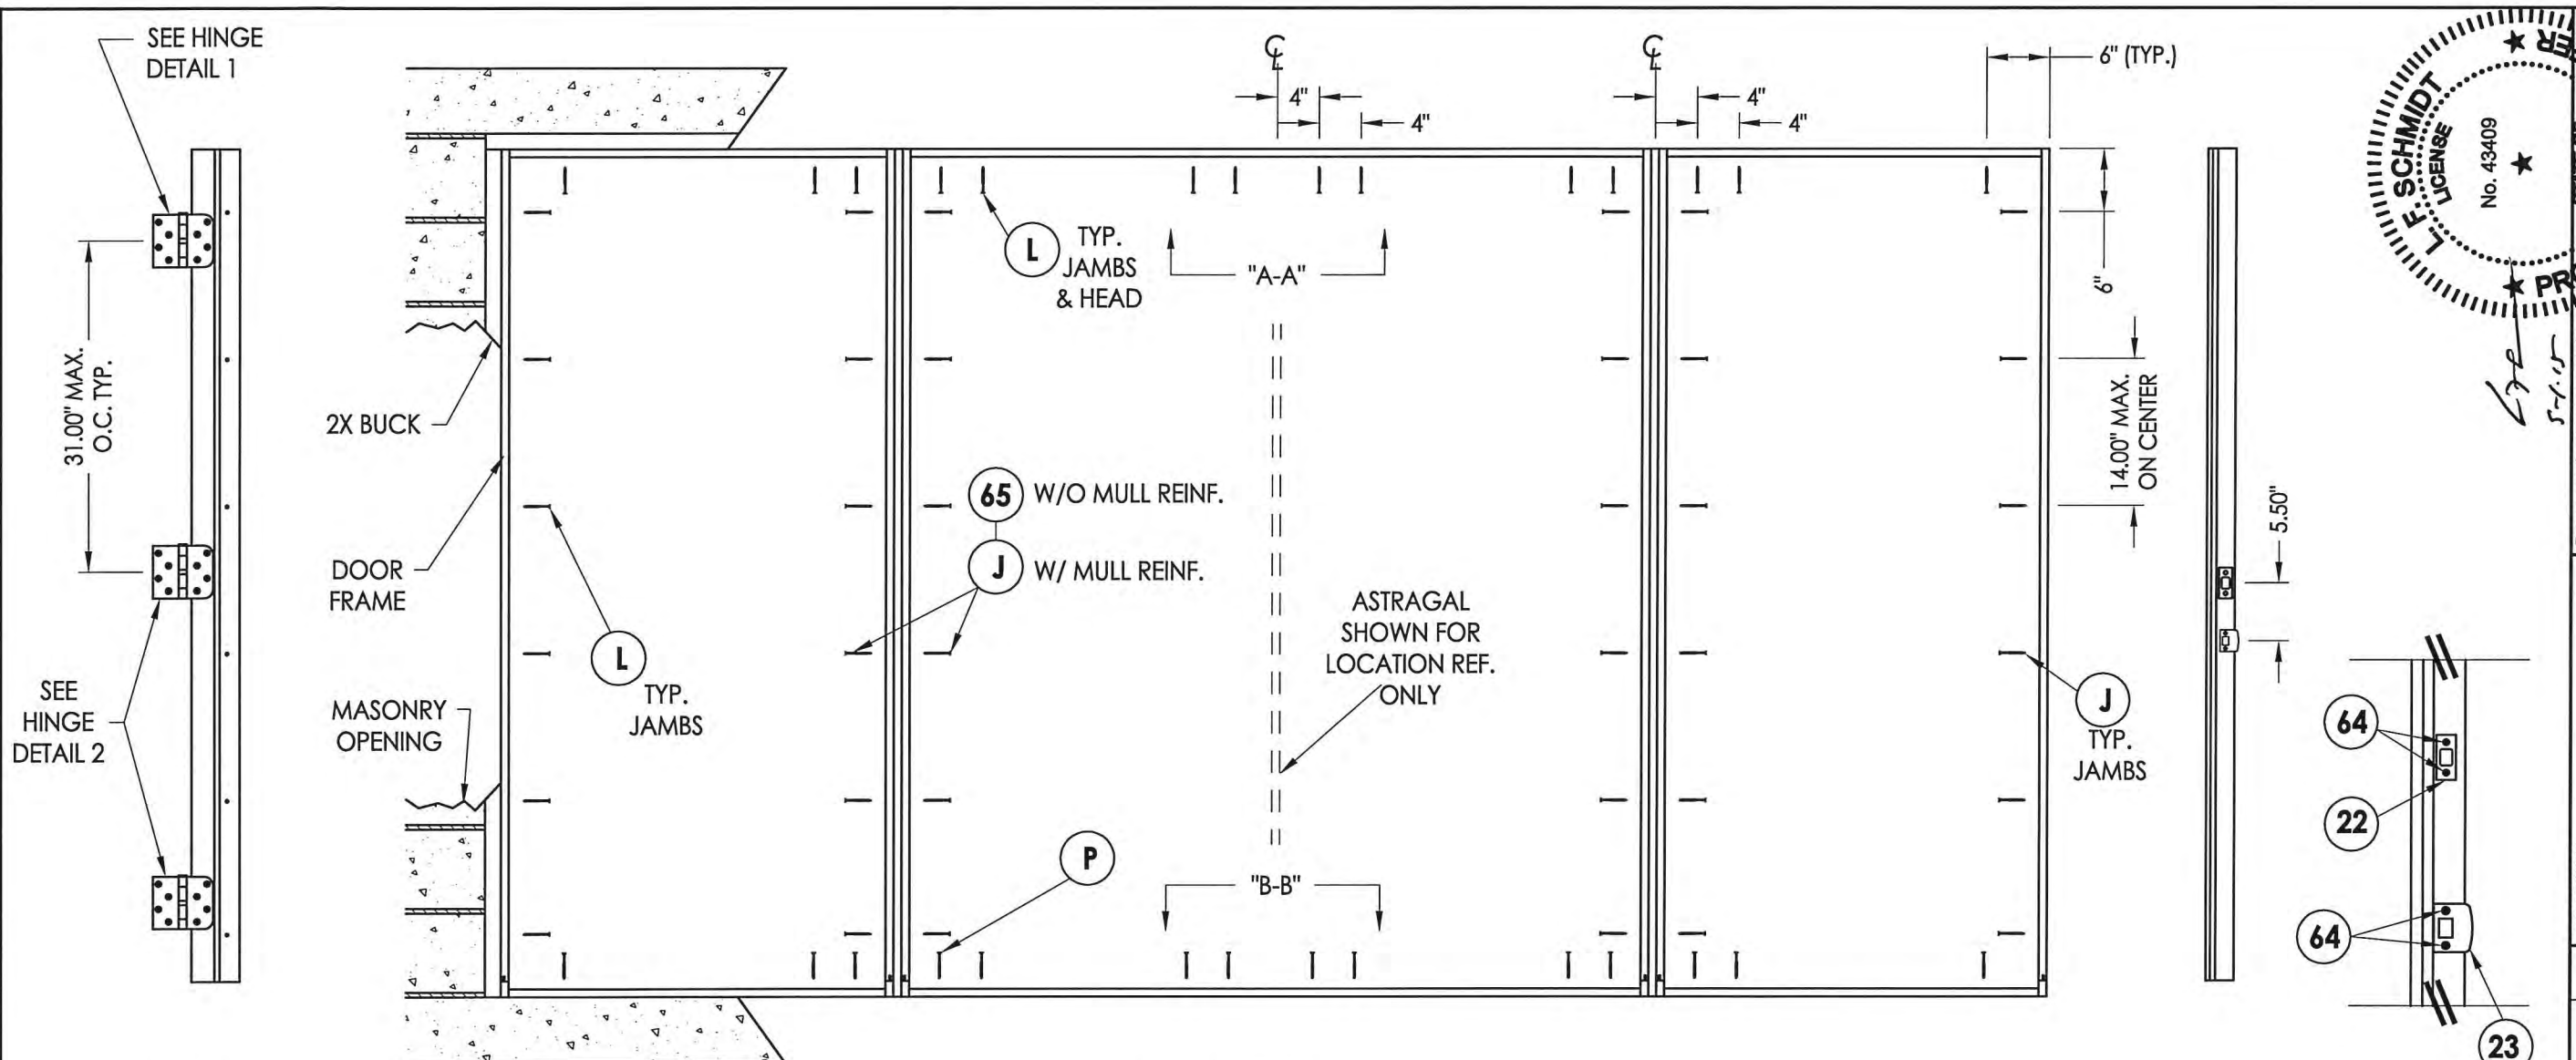 SEE HINGE
DETAIL 1
31.00" MAX.
O.C. TYP.
SEE
HINGE
DETAIL 2
2X BUCK
DOOR
FRAME
MASONRY
OPENING
℄
4"
4"
℄
4"
4"
6" (TYP.)
L
TYP.
JAMBS
& HEAD
"A-A"
65
W/O MULL REINF.
J
W/ MULL REINF.
L
TYP.
JAMBS
ASTRAGAL
SHOWN FOR
LOCATION REF.
ONLY
P
"B-B"
6"
14.00" MAX.
ON CENTER
J
TYP.
JAMBS
5.50"
64
22
64
23
L.F. SCHMIDT
LICENSE
No. 43409